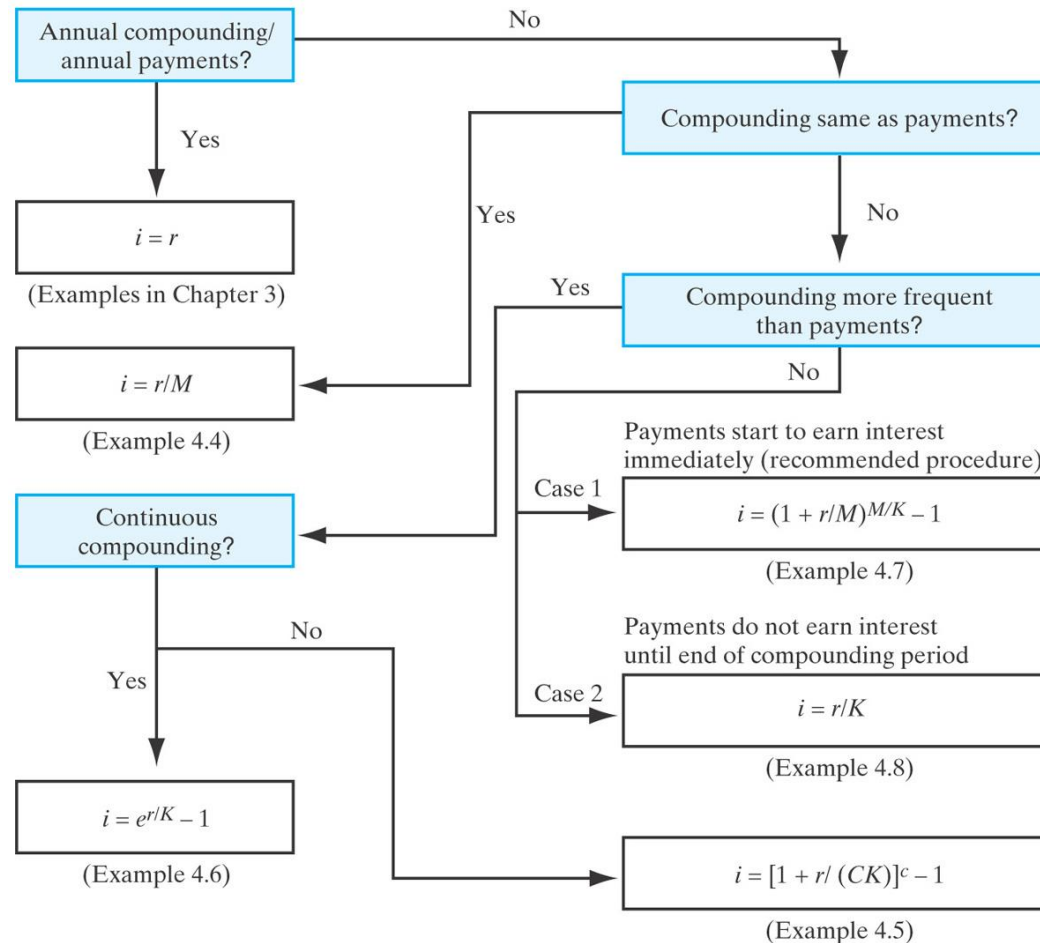 Annual compounding/
annual payments?
No
Compounding same as payments?
Yes
Yes
No
i = r
(Examples in Chapter 3)
Yes
Compounding more frequent
than payments?
No
i = r/M
(Example 4.4)
Payments start to earn interest
immediately (recommended procedure)
Case 1
i = (1 + r/M)^{M/K} – 1
(Example 4.7)
Continuous
compounding?
No
Yes
Payments do not earn interest
until end of compounding period
Case 2
i = r/K
(Example 4.8)
i = e^{r/K} – 1
(Example 4.6)
i = [1 + r/ (CK)]^c – 1
(Example 4.5)